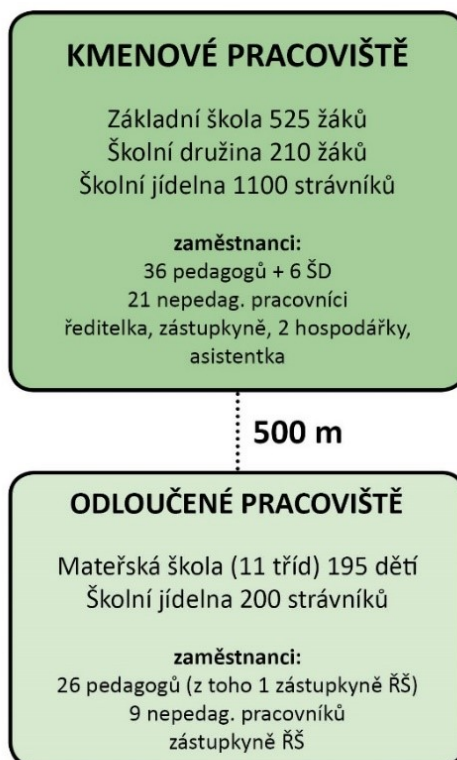 KMENOVÉ PRACOVIŠTĚ
Základní škola 525 žáků
Školní družina 210 žáků
Školní jídelna 1100 strávníků
zaměstnanci:
36 pedagogů + 6 ŠD
21 nepedag. pracovníci
ředitelka, zástupkyně, 2 hospodářky,
asistentka
500 m
ODLOUČENÉ PRACOVIŠTĚ
Mateřská škola (11 tříd) 195 dětí
Školní jídelna 200 strávníků
zaměstnanci:
26 pedagogů (z toho 1 zástupkyně ŘŠ)
9 nepedag. pracovníků
zástupkyně ŘŠ